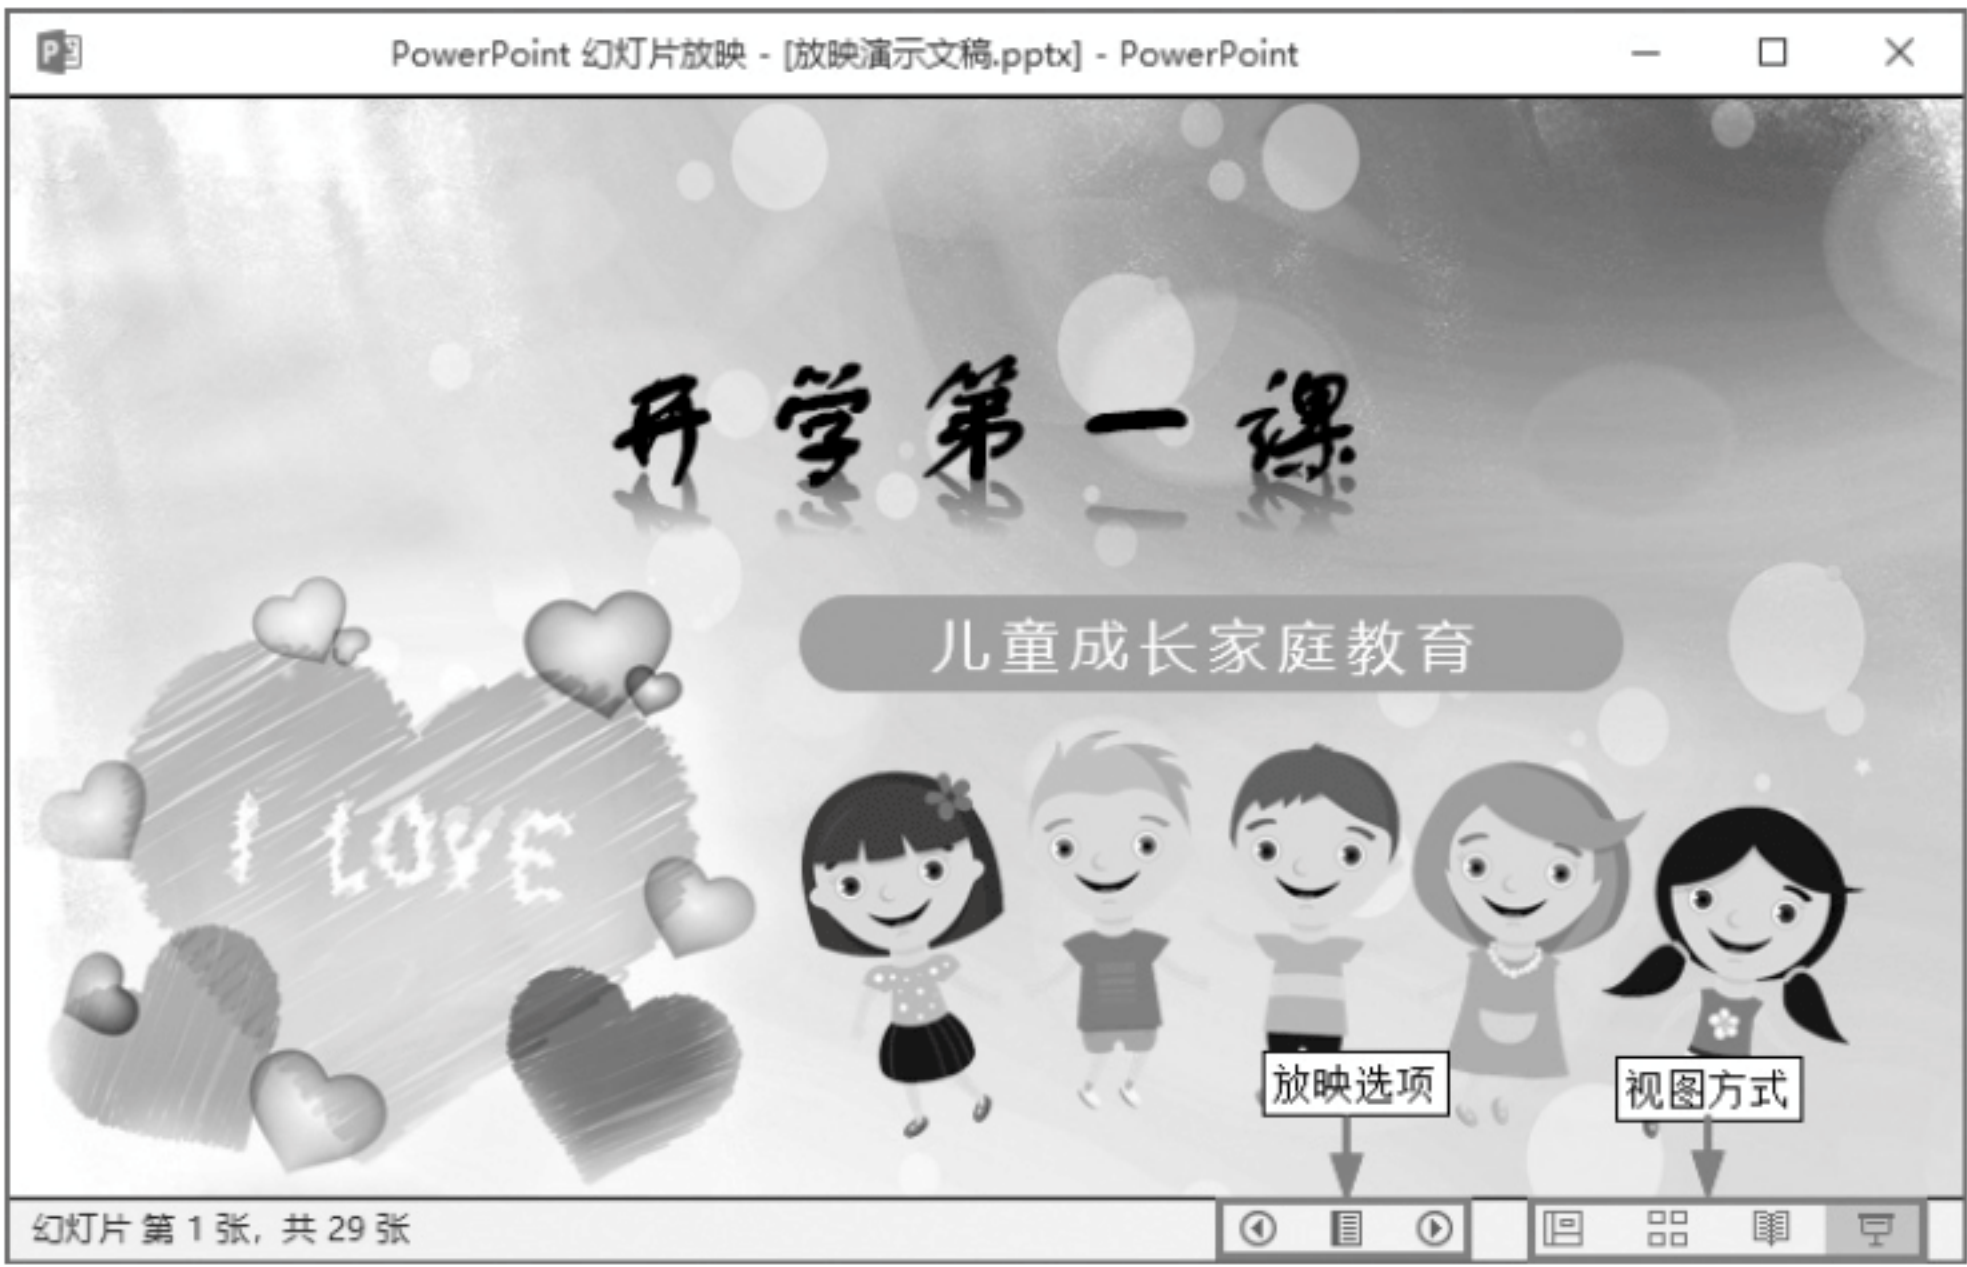 PowerPoint 幻灯片放映 - [放映演示文稿.pptx] - PowerPoint
开学第一课
儿童成长家庭教育
I LOVE
放映选项
视图方式
幻灯片 第 1 张, 共 29 张